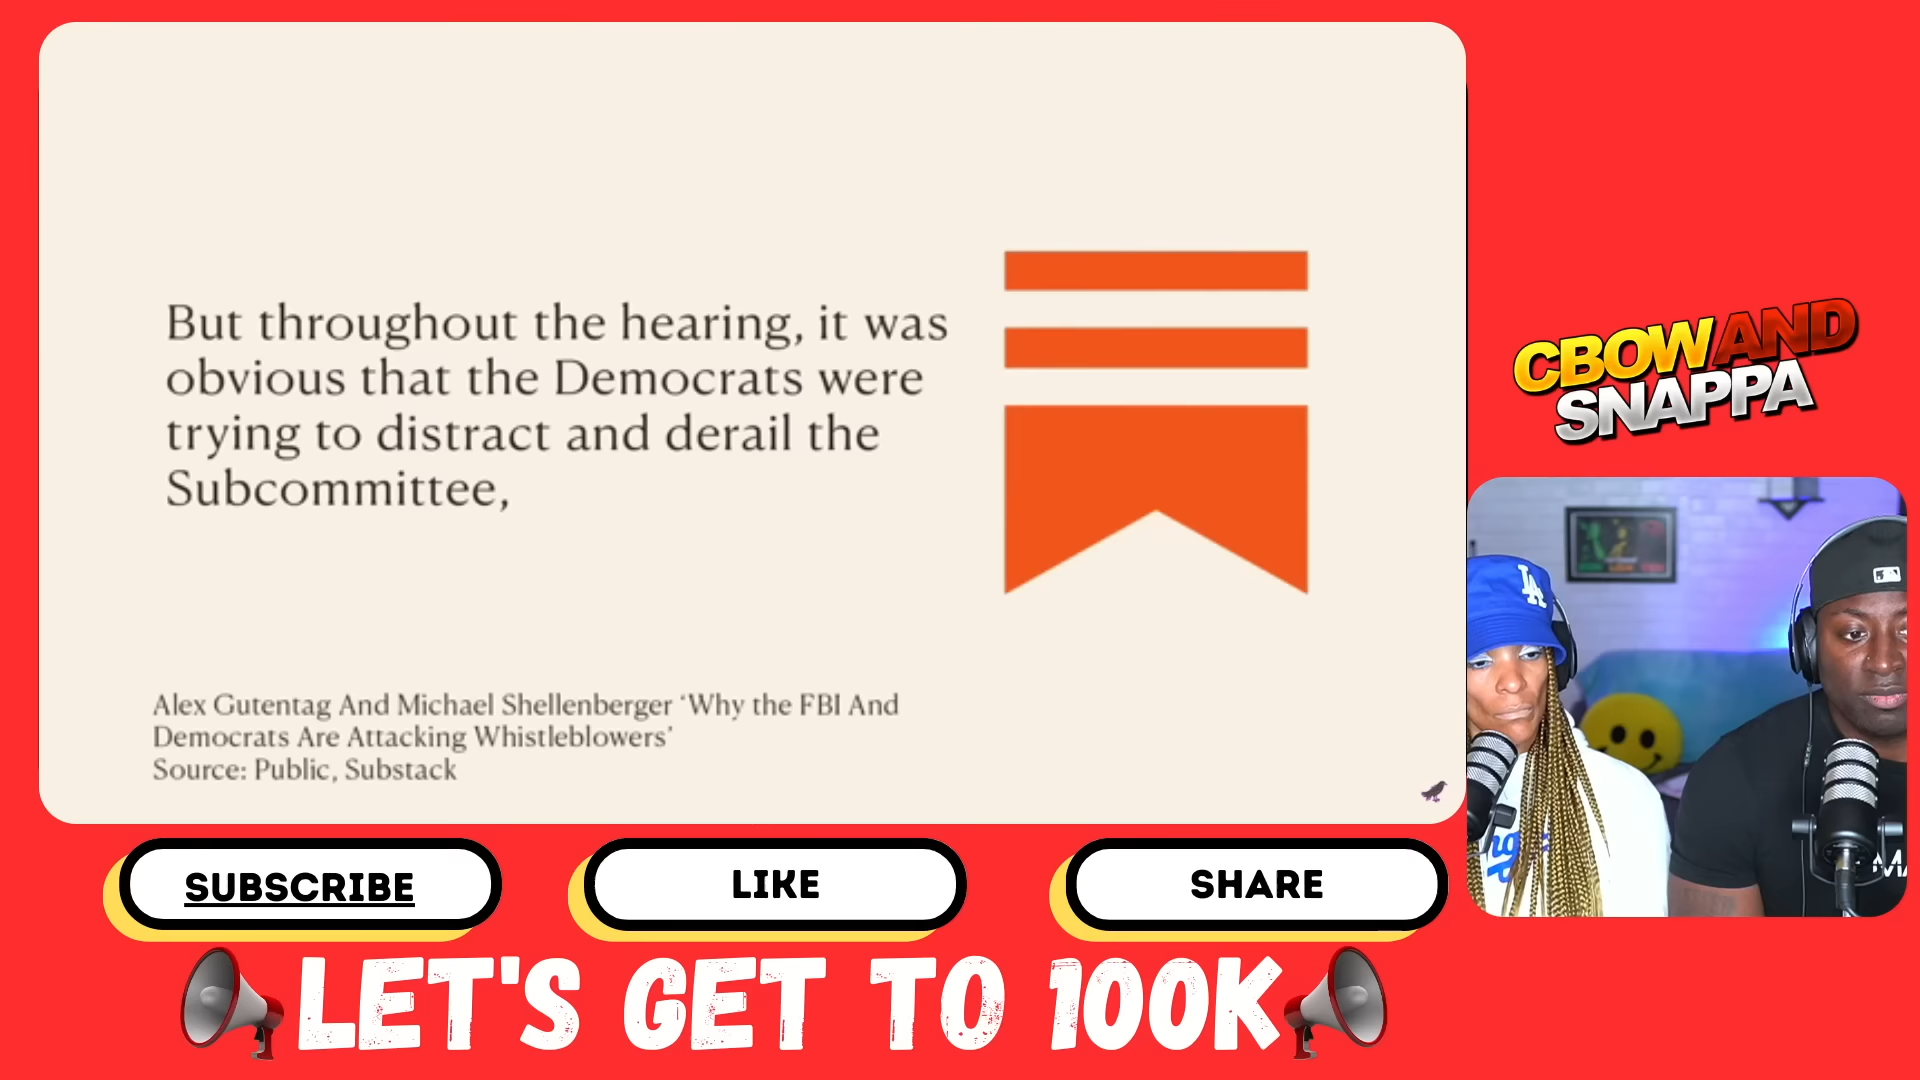 But throughout the hearing, it was
obvious that the Democrats were
trying to distract and derail the
Subcommittee,
Alex Gutentag And Michael Shellenberger ‘Why the FBI And
Democrats Are Attacking Whistleblowers’
Source: Public, Substack
CBOW AND
SNAPPA
LA
SUBSCRIBE
LIKE
SHARE
LET'S GET TO 100K